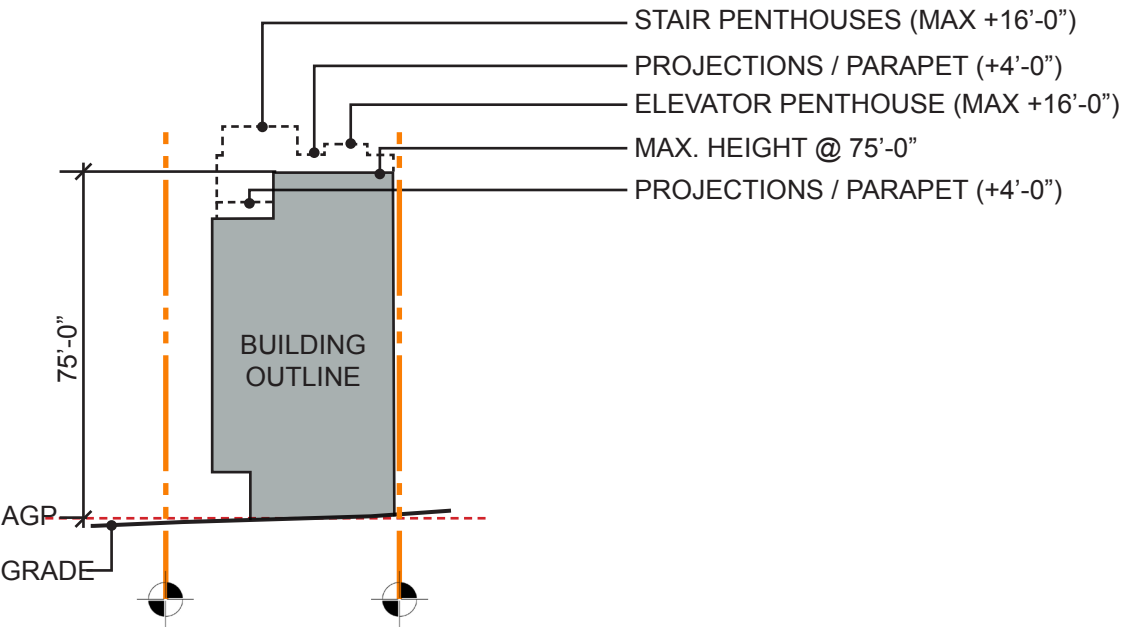 STAIR PENTHOUSES (MAX +16’-0”)
PROJECTIONS / PARAPET (+4’-0”)
ELEVATOR PENTHOUSE (MAX +16’-0”)
MAX. HEIGHT @ 75’-0”
PROJECTIONS / PARAPET (+4’-0”)
75’-0”
BUILDING
OUTLINE
AGP
GRADE